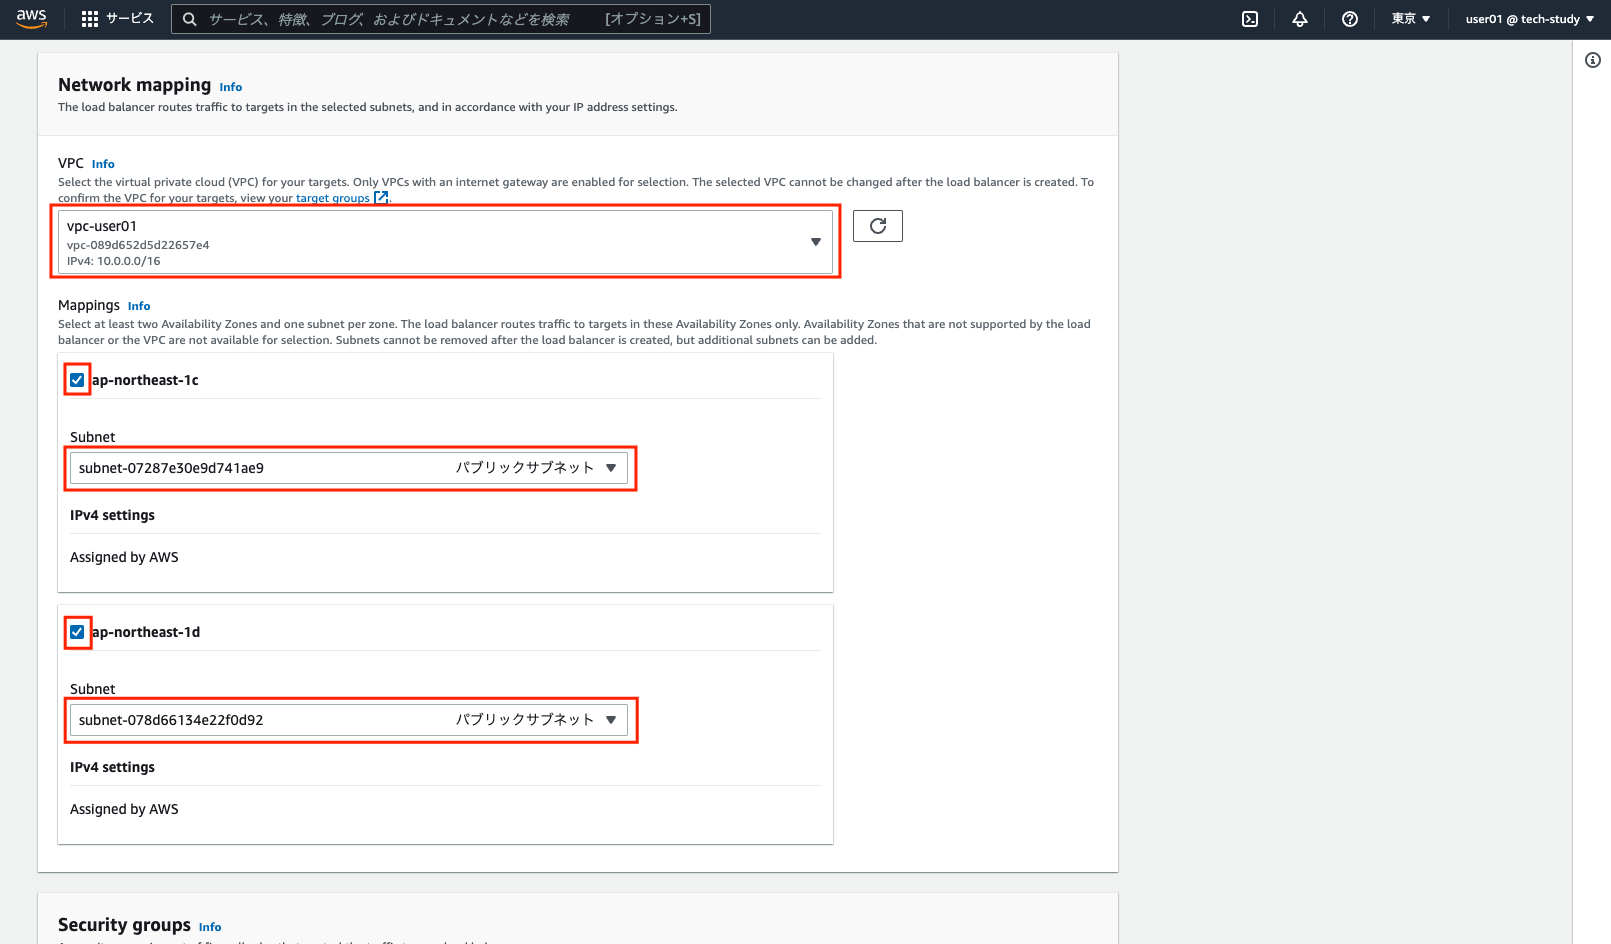 aws サービス サービス、特徴、ブログ、およびドキュメントなどを検索 [オプション+S] 東京 user01 @ tech-study
Network mapping Info
The load balancer routes traffic to targets in the selected subnets, and in accordance with your IP address settings.
VPC Info
Select the virtual private cloud (VPC) for your targets. Only VPCs with an internet gateway are enabled for selection. The selected VPC cannot be changed after the load balancer is created. To
confirm the VPC for your targets, view your target groups.
vpc-user01
vpc-089d652d5d22657e4
IPv4: 10.0.0.0/16
Mappings Info
Select at least two Availability Zones and one subnet per zone. The load balancer routes traffic to targets in these Availability Zones only. Availability Zones that are not supported by the load
balancer or the VPC are not available for selection. Subnets cannot be removed after the load balancer is created, but additional subnets can be added.
ap-northeast-1c
Subnet
subnet-07287e30e9d741ae9 パブリックサブネット
IPv4 settings
Assigned by AWS
ap-northeast-1d
Subnet
subnet-078d66134e22f0d92 パブリックサブネット
IPv4 settings
Assigned by AWS
Security groups Info